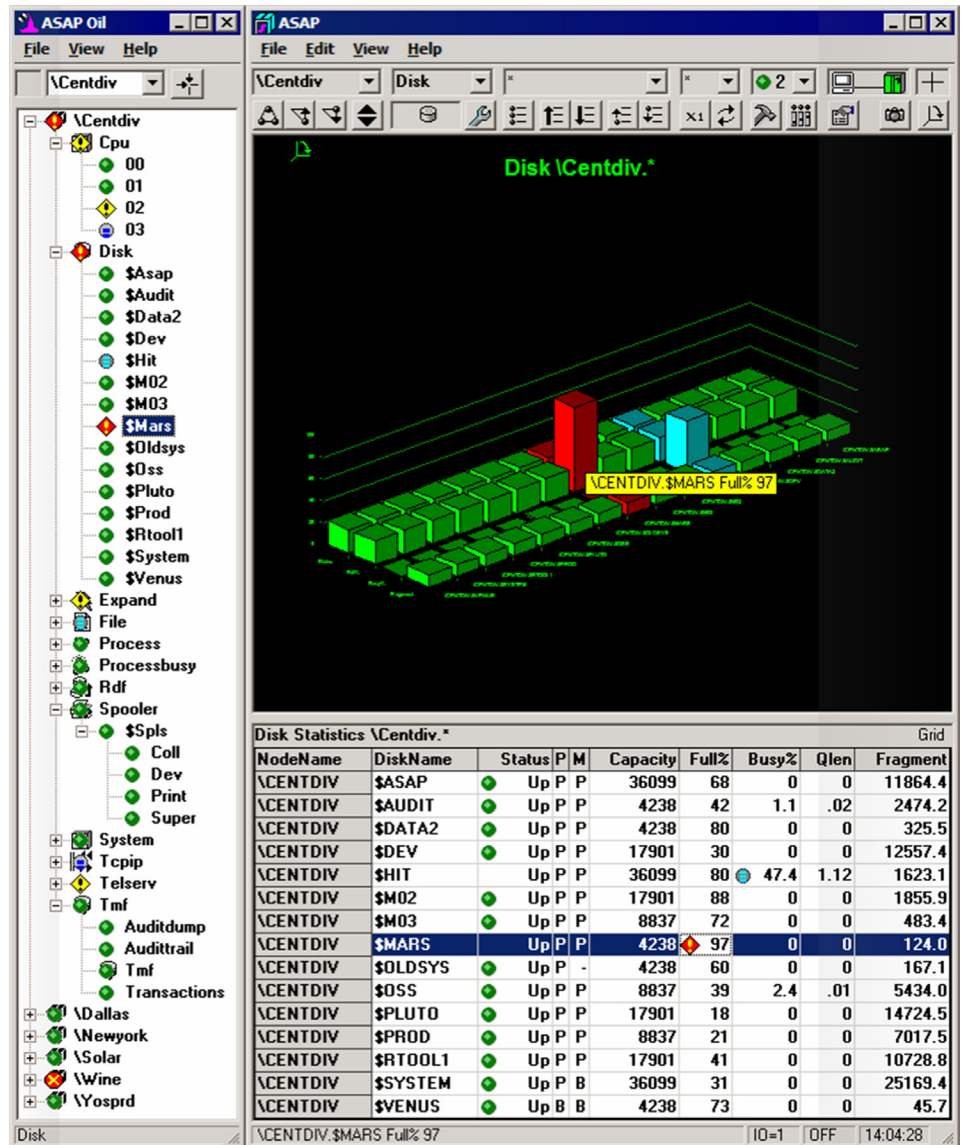 ASAP Oil
File View Help
\Centdiv
\Centdiv
Cpu
00
01
02
03
Disk
$Asap
$Audit
$Data2
$Dev
$Hit
$M02
$M03
$Mars
$Oldsys
$Oss
$Pluto
$Prod
$Rtool1
$System
$Venus
Expand
File
Process
Processbusy
Rdf
Spooler
$Spls
Coll
Dev
Print
Super
System
Tcpip
Telserv
Tmf
Auditdump
Audittrail
Tmf
Transactions
\Dallas
\Newyork
\Solar
\Wine
\Yosprd
Disk
ASAP
File Edit View Help
\Centdiv Disk * * 2
x1
Disk \Centdiv.*
\CENTDIV.$MARS Full% 97
Disk Statistics \Centdiv.* Grid
NodeName DiskName Status P M Capacity Full% Busy% Qlen Fragment
\CENTDIV $ASAP Up P P 36099 68 0 0 11864.4
\CENTDIV $AUDIT Up P P 4238 42 1.1 .02 2474.2
\CENTDIV $DATA2 Up P P 4238 80 0 0 325.5
\CENTDIV $DEV Up P P 17901 30 0 0 12557.4
\CENTDIV $HIT Up P P 36099 80 47.4 1.12 1623.1
\CENTDIV $M02 Up P P 17901 88 0 0 1855.9
\CENTDIV $M03 Up P P 8837 72 0 0 483.4
\CENTDIV $MARS Up P P 4238 97 0 0 124.0
\CENTDIV $OLDSYS Up P - 4238 60 0 0 167.1
\CENTDIV $OSS Up P P 8837 39 2.4 .01 5434.0
\CENTDIV $PLUTO Up P P 17901 18 0 0 14724.5
\CENTDIV $PROD Up P P 8837 21 0 0 7017.5
\CENTDIV $RTOOL1 Up P P 17901 41 0 0 10728.8
\CENTDIV $SYSTEM Up P B 36099 31 0 0 25169.4
\CENTDIV $VENUS Up B B 4238 73 0 0 45.7
\CENTDIV.$MARS Full% 97 IO=1 OFF 14:04:28